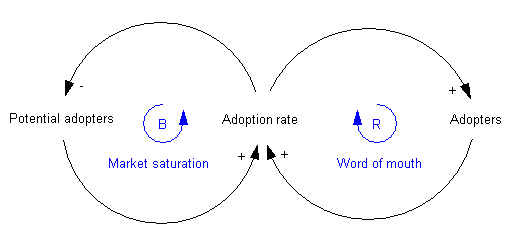 -
+
Potential adopters
B
Adoption rate
R
Adopters
Market saturation
+
+
Word of mouth